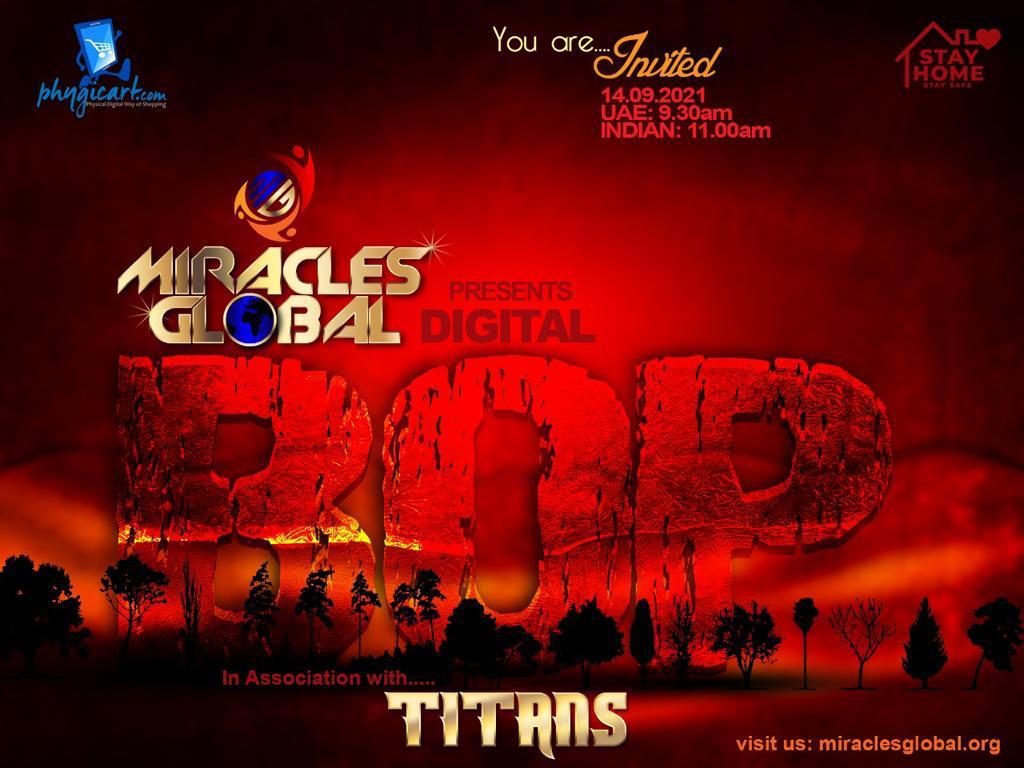 phygicart.com
Physical Digital Way of Shopping
You are.... Invited
14.09.2021
UAE: 9.30am
INDIAN: 11.00am
STAY
HOME
STAY SAFE
MIRACLES
GLOBAL
PRESENTS
DIGITAL
BOP
In Association with.....
TITANS
visit us: miraclesglobal.org